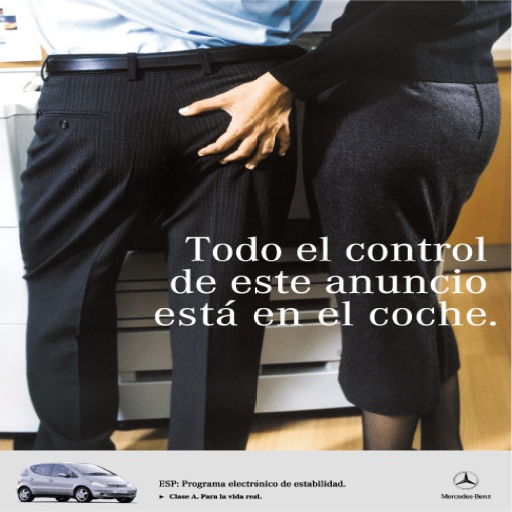 Todo el control
de este anuncio
está en el coche.
ESP: Programa electrónico de estabilidad.
► Clase A. Para la vida real.
Mercedes-Benz